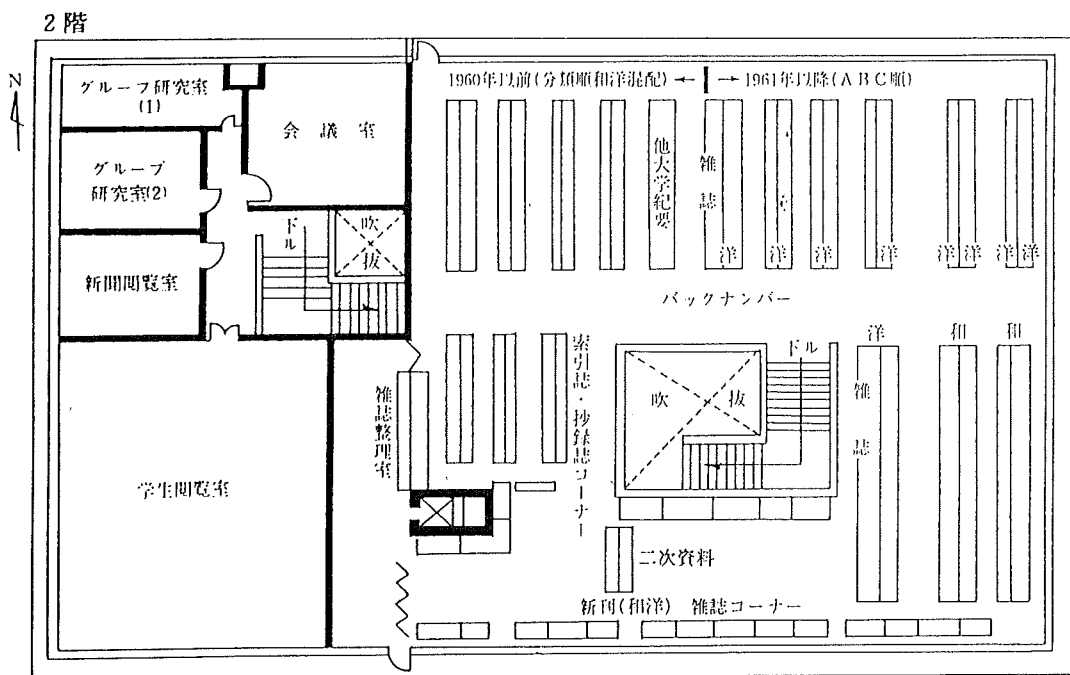 2階
N
グループ研究室
(1)
会議室
グループ
研究室(2)
新聞閲覧室
ドル
吹
抜
学生閲覧室
雑誌整理室
1960年以前(分類順和洋混配) ← → 1961年以降(ABC順)
他大学紀要
雑誌
洋 洋 洋 洋 洋 洋 洋 洋
バックナンバー
索引誌・抄録誌コーナー
吹 抜
ドル
洋 和 和
雑誌
二次資料
新刊(和洋) 雑誌コーナー